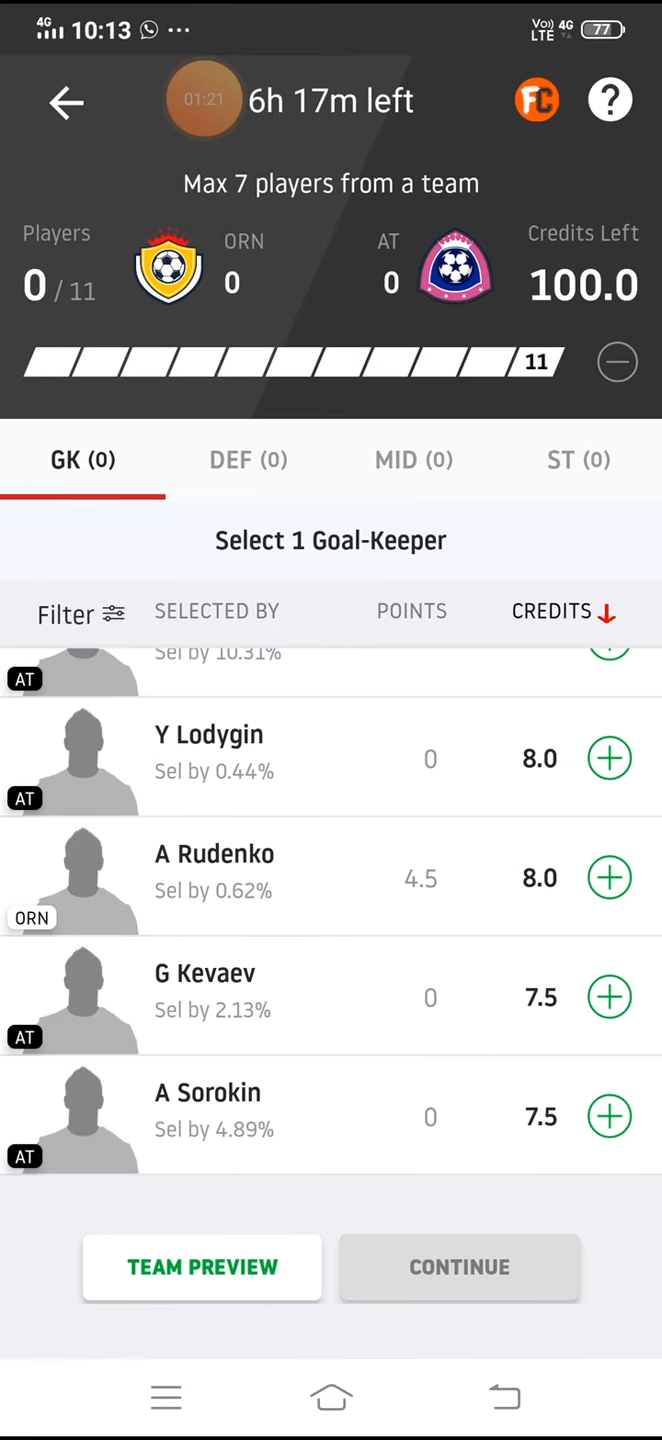 4G 10:13 ... Vo)) LTE 4G 77
01:21 6h 17m left FC ?
Max 7 players from a team
Players ORN AT Credits Left
0 / 11 0 0 100.0
11
GK (0) DEF (0) MID (0) ST (0)
Select 1 Goal-Keeper
Filter SELECTED BY POINTS CREDITS
Sel by 10.31%
AT
Y Lodygin
Sel by 0.44% 0 8.0
AT
A Rudenko
Sel by 0.62% 4.5 8.0
ORN
G Kevaev
Sel by 2.13% 0 7.5
AT
A Sorokin
Sel by 4.89% 0 7.5
AT
TEAM PREVIEW CONTINUE